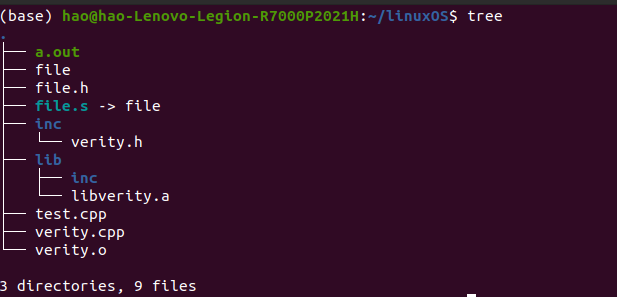 (base) hao@hao-Lenovo-Legion-R7000P2021H:~/linuxOS$ tree
.
├── a.out
├── file
├── file.h
├── file.s -> file
├── inc
│   └── verity.h
├── lib
│   ├── inc
│   └── libverity.a
├── test.cpp
├── verity.cpp
└── verity.o
3 directories, 9 files